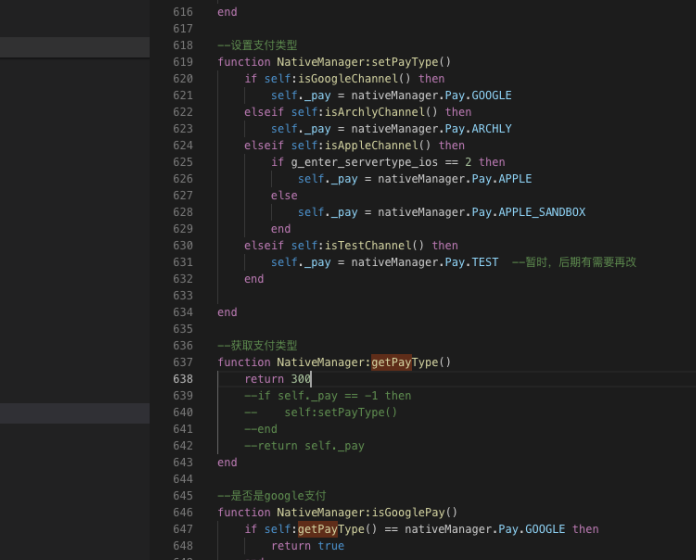 616 end
617
618 --设置支付类型
619 function NativeManager:setPayType()
620 if self:isGoogleChannel() then
621 self._pay = nativeManager.Pay.GOOGLE
622 elseif self:isArchlyChannel() then
623 self._pay = nativeManager.Pay.ARCHLY
624 elseif self:isAppleChannel() then
625 if g_enter_servertype_ios == 2 then
626 self._pay = nativeManager.Pay.APPLE
627 else
628 self._pay = nativeManager.Pay.APPLE_SANDBOX
629 end
630 elseif self:isTestChannel() then
631 self._pay = nativeManager.Pay.TEST --暂时，后期有需要再改
632 end
633
634 end
635
636 --获取支付类型
637 function NativeManager:getPayType()
638 return 300
639 --if self._pay == -1 then
640 -- self:setPayType()
641 --end
642 --return self._pay
643 end
644
645 --是否是google支付
646 function NativeManager:isGooglePay()
647 if self:getPayType() == nativeManager.Pay.GOOGLE then
648 return true